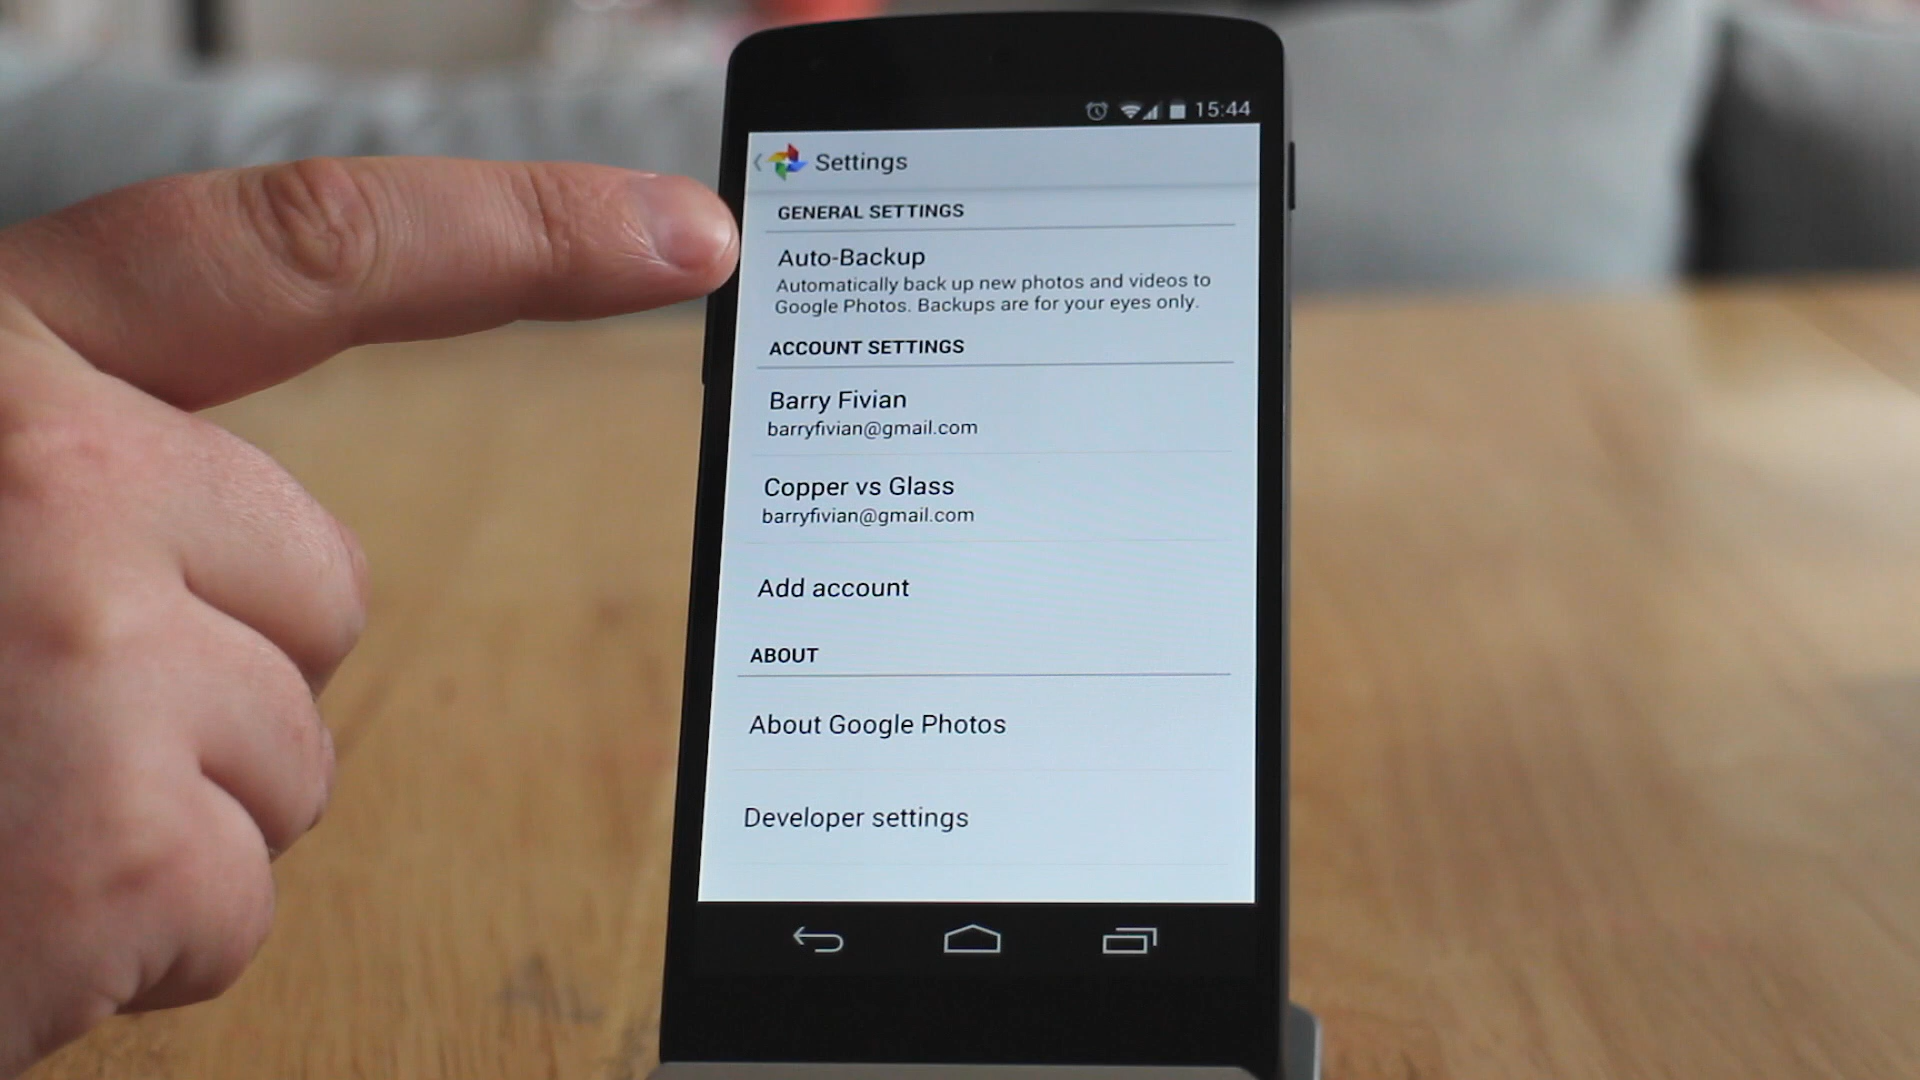 15:44
Settings
GENERAL SETTINGS
Auto-Backup
Automatically back up new photos and videos to
Google Photos. Backups are for your eyes only.
ACCOUNT SETTINGS
Barry Fivian
barryfivian@gmail.com
Copper vs Glass
barryfivian@gmail.com
Add account
ABOUT
About Google Photos
Developer settings